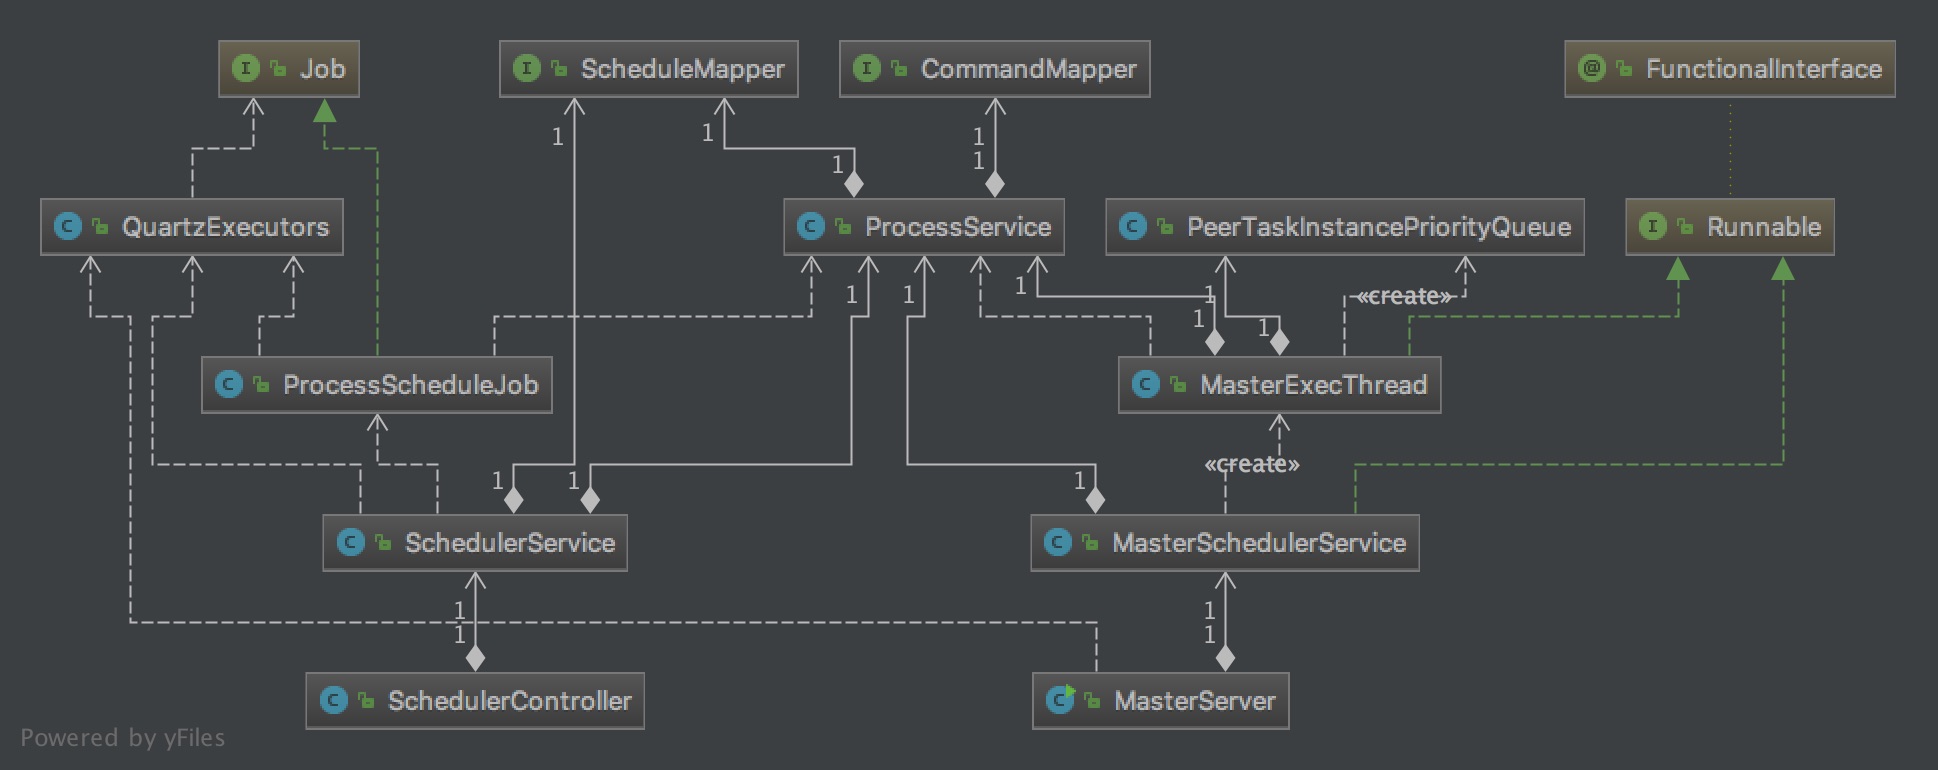 I Job
I ScheduleMapper
I CommandMapper
@ FunctionalInterface
1
1
1
1
1
C QuartzExecutors
C ProcessService
C PeerTaskInstancePriorityQueue
I Runnable
1
1
1
1
«create»
1
1
C ProcessScheduleJob
C MasterExecThread
1
1
1
«create»
C SchedulerService
C MasterSchedulerService
1
1
1
1
C SchedulerController
C MasterServer
Powered by yFiles